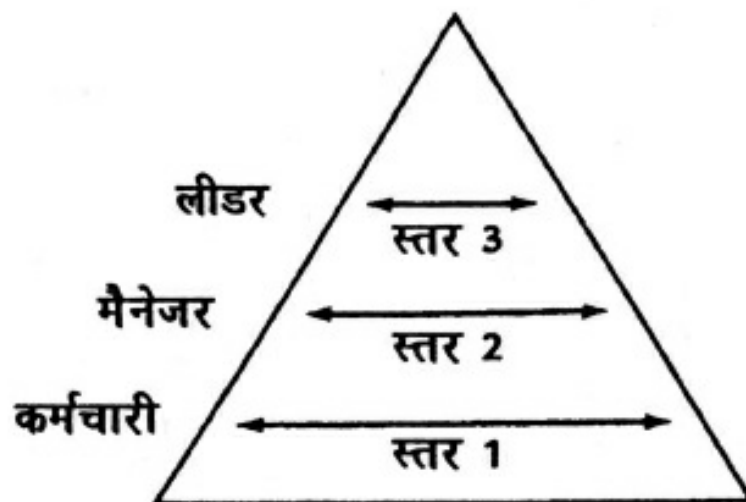 लीडर
स्तर 3
मैनेजर
स्तर 2
कर्मचारी
स्तर 1